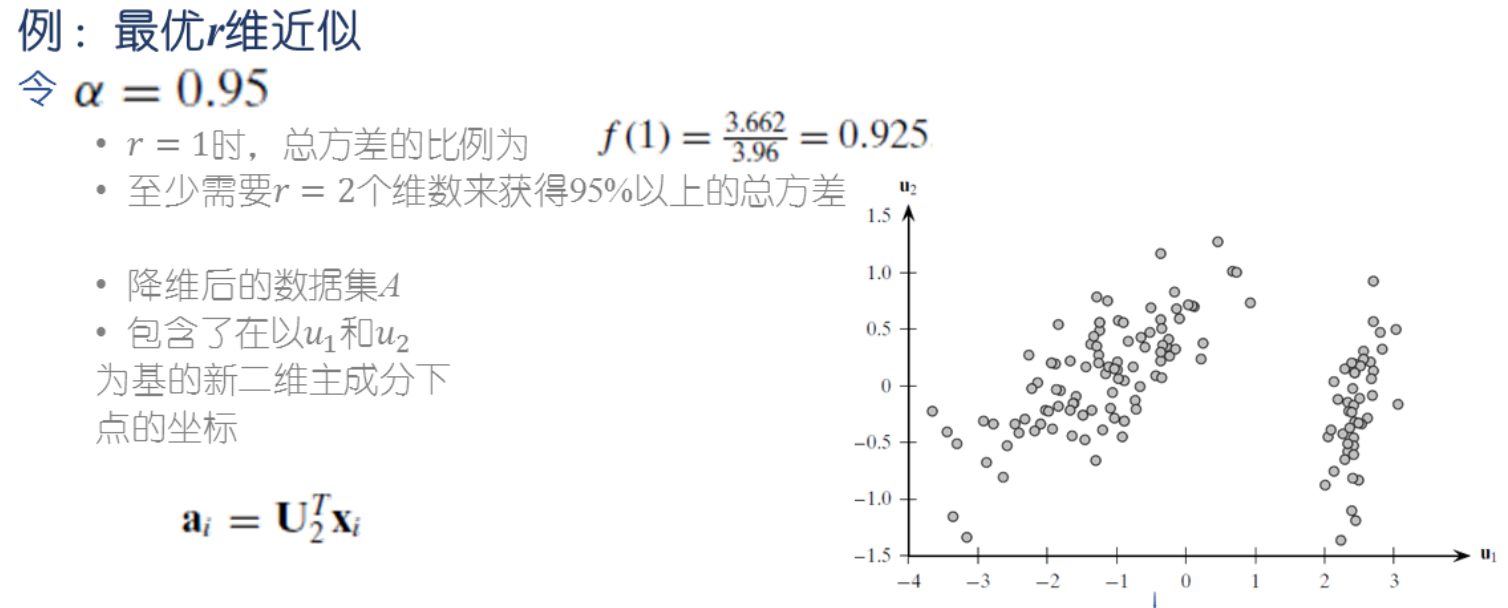 例：最优r维近似
令 α = 0.95
• r = 1时，总方差的比例为 f(1) = 3.662/3.96 = 0.925.
• 至少需要r = 2个维数来获得95%以上的总方差
• 降维后的数据集A
• 包含了在以u₁和u₂
为基的新二维主成分下
点的坐标
aᵢ = U₂ᵀxᵢ
u₂
1.5
1.0
0.5
0
−0.5
−1.0
−1.5
−4 −3 −2 −1 0 1 2 3
u₁